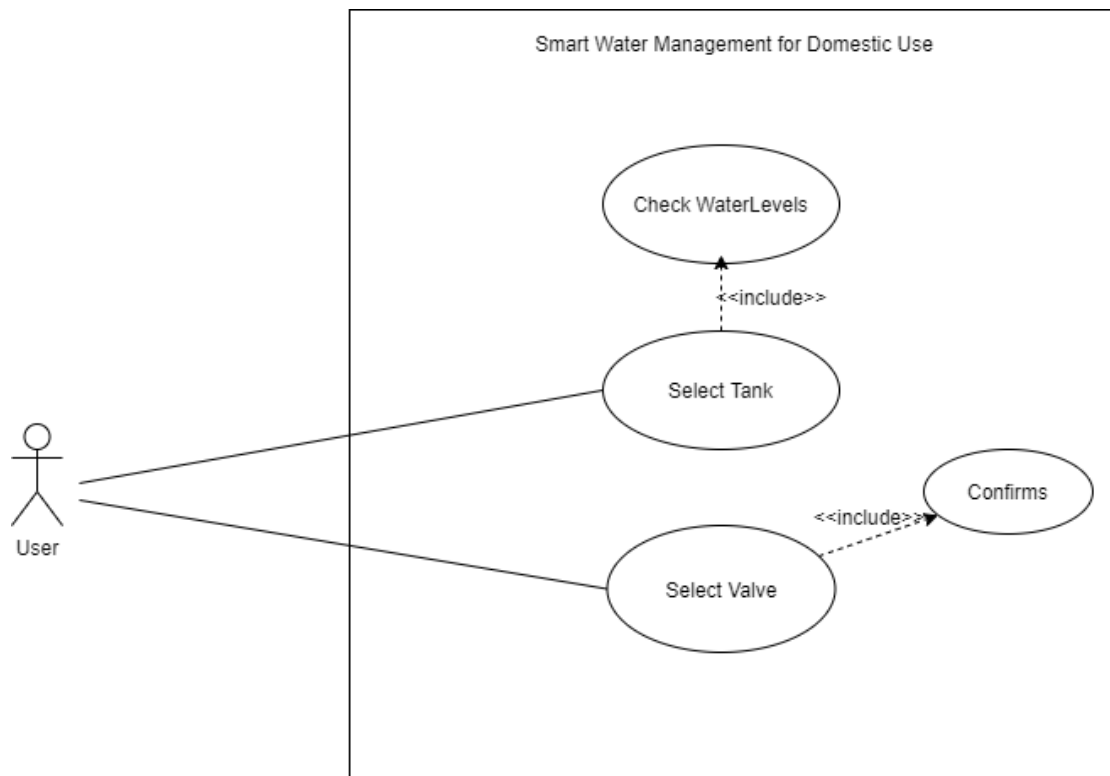 Smart Water Management for Domestic Use
Check WaterLevels
<<include>>
Select Tank
Confirms
<<include>>
User
Select Valve